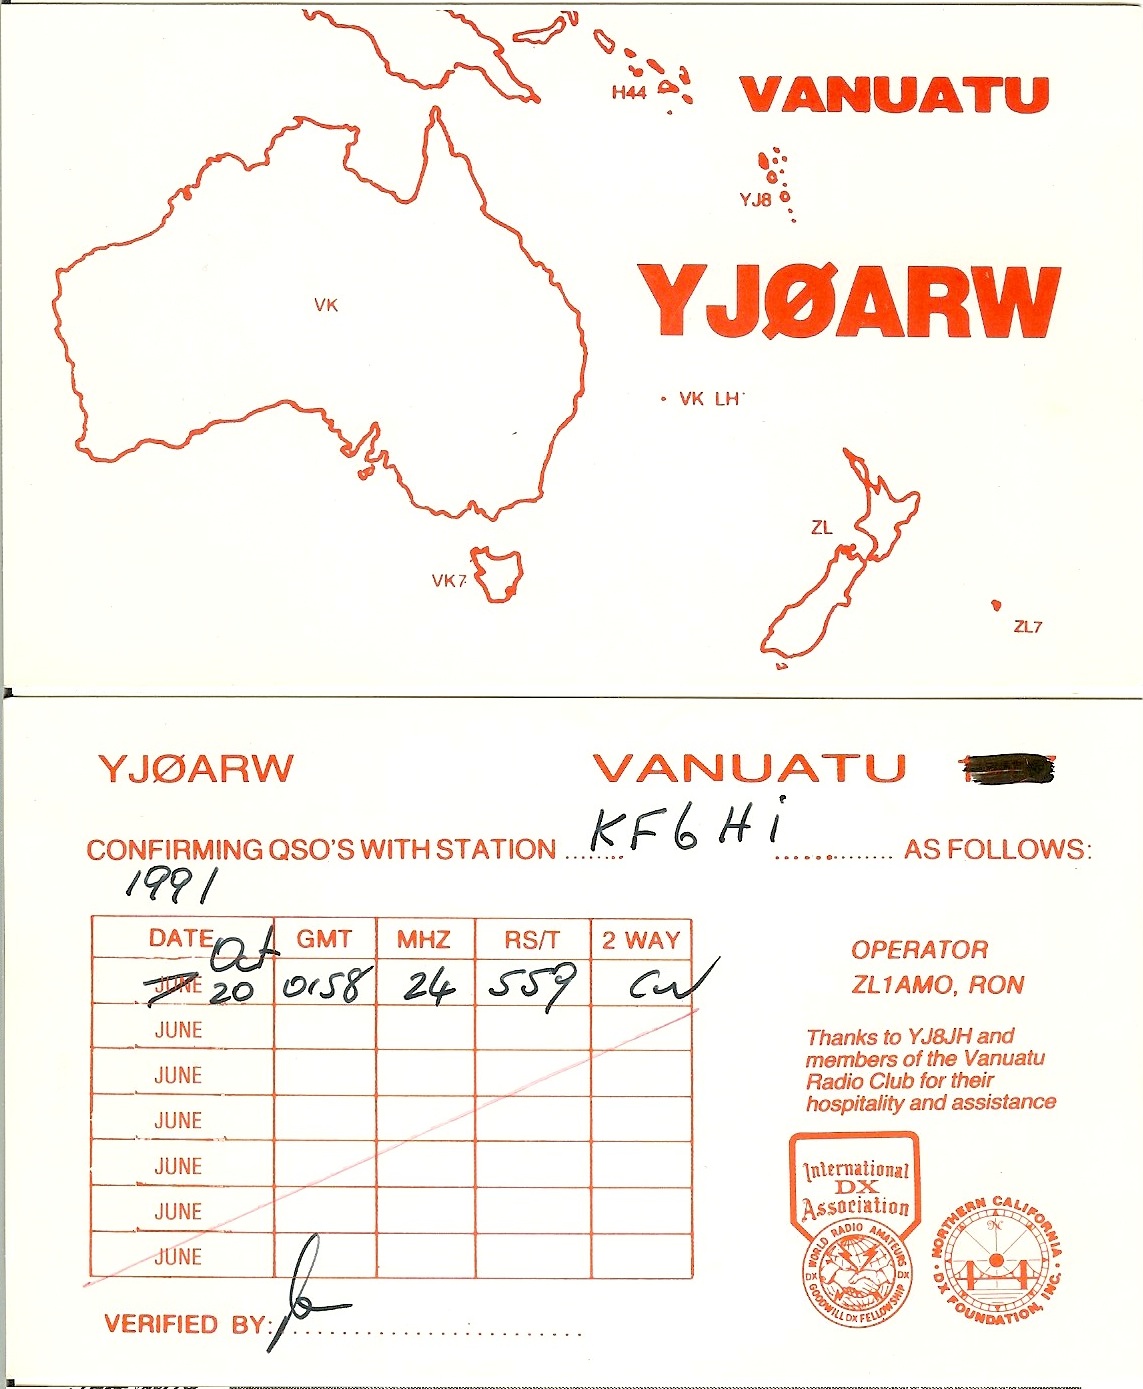 VANUATU
H44
YJ8
YJØARW
VK
VK LH
ZL
VK7
ZL7
YJØARW VANUATU
CONFIRMING QSO'S WITH STATION ........ KF6HI .............. AS FOLLOWS:
1991
DATE GMT MHZ RS/T 2 WAY
JUNE Oct 20 0158 24 559 CW
JUNE
JUNE
JUNE
JUNE
JUNE
JUNE
VERIFIED BY: ..............................
OPERATOR
ZL1AMO, RON
Thanks to YJ8JH and
members of the Vanuatu
Radio Club for their
hospitality and assistance
International
DX
Association
WORLD RADIO AMATEURS
DX DX
GOODWILL DX FELLOWSHIP
NORTHERN CALIFORNIA
DX FOUNDATION, INC.